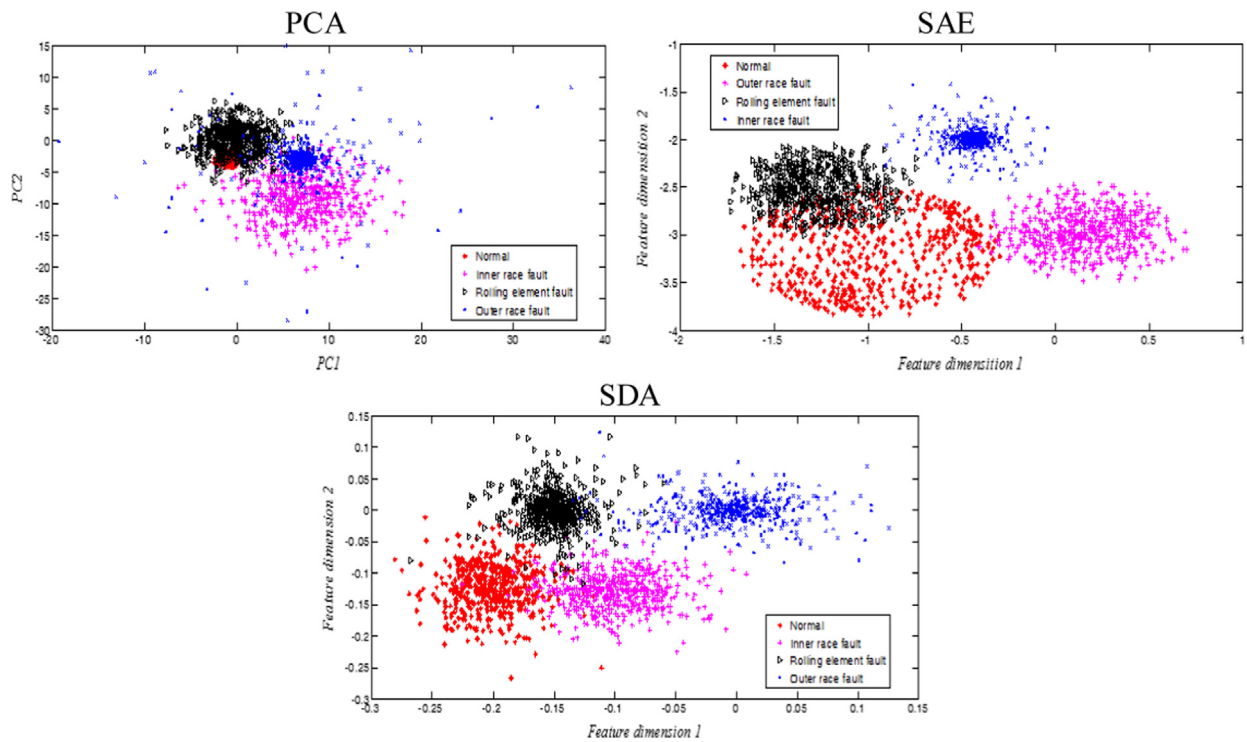 PCA
15
10
5
0
-5
-10
-15
-20
-25
-30
-20
-10
0
10
20
30
40
PC2
PC1
Normal
Inner race fault
Rolling element fault
Outer race fault
SAE
-1
-1.5
-2
-2.5
-3
-3.5
-4
-2
-1.5
-1
-0.5
0
0.5
1
Feature dimension 2
Feature dimensition 1
Normal
Outer race fault
Rolling element fault
Inner race fault
SDA
0.15
0.1
0.05
0
-0.05
-0.1
-0.15
-0.2
-0.25
-0.3
-0.3
-0.25
-0.2
-0.15
-0.1
-0.05
0
0.05
0.1
0.15
Feature dimension 2
Feature dimension 1
Normal
Inner race fault
Rolling element fault
Outer race fault